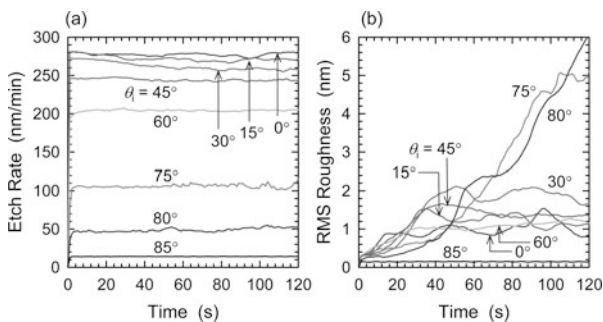 (a)
300
250
200
150
100
50
0
Etch Rate (nm/min)
θi = 45°
60°
30°
15°
0°
75°
80°
85°
0 20 40 60 80 100 120
Time (s)
(b)
6
5
4
3
2
1
0
RMS Roughness (nm)
75°
80°
θi = 45°
15°
30°
85°
60°
0°
0 20 40 60 80 100 120
Time (s)